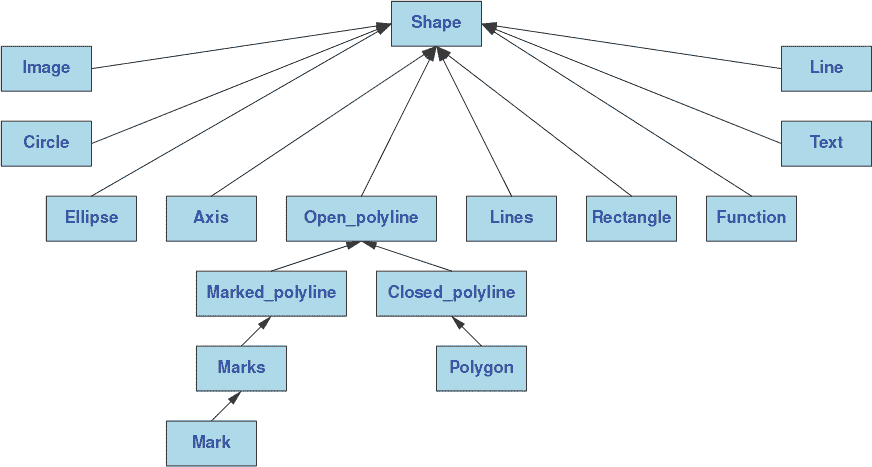 Shape
Image
Line
Circle
Text
Ellipse
Axis
Open_polyline
Lines
Rectangle
Function
Marked_polyline
Closed_polyline
Marks
Polygon
Mark